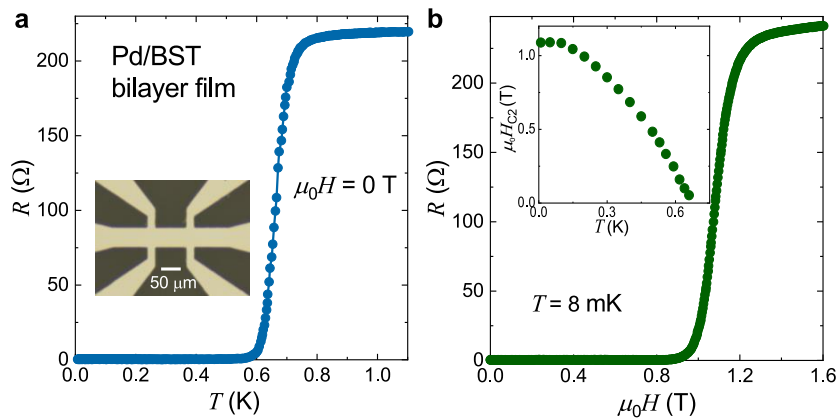 a
Pd/BST
bilayer film
μ₀H = 0 T
50 μm
R (Ω)
200
150
100
50
0
0.0 0.2 0.4 0.6 0.8 1.0
T (K)
b
R (Ω)
200
150
100
50
0
0.0 0.4 0.8 1.2 1.6
μ₀H (T)
T = 8 mK
μ₀H_C2 (T)
1.0
0.5
0.0
0.0 0.3 0.6
T (K)